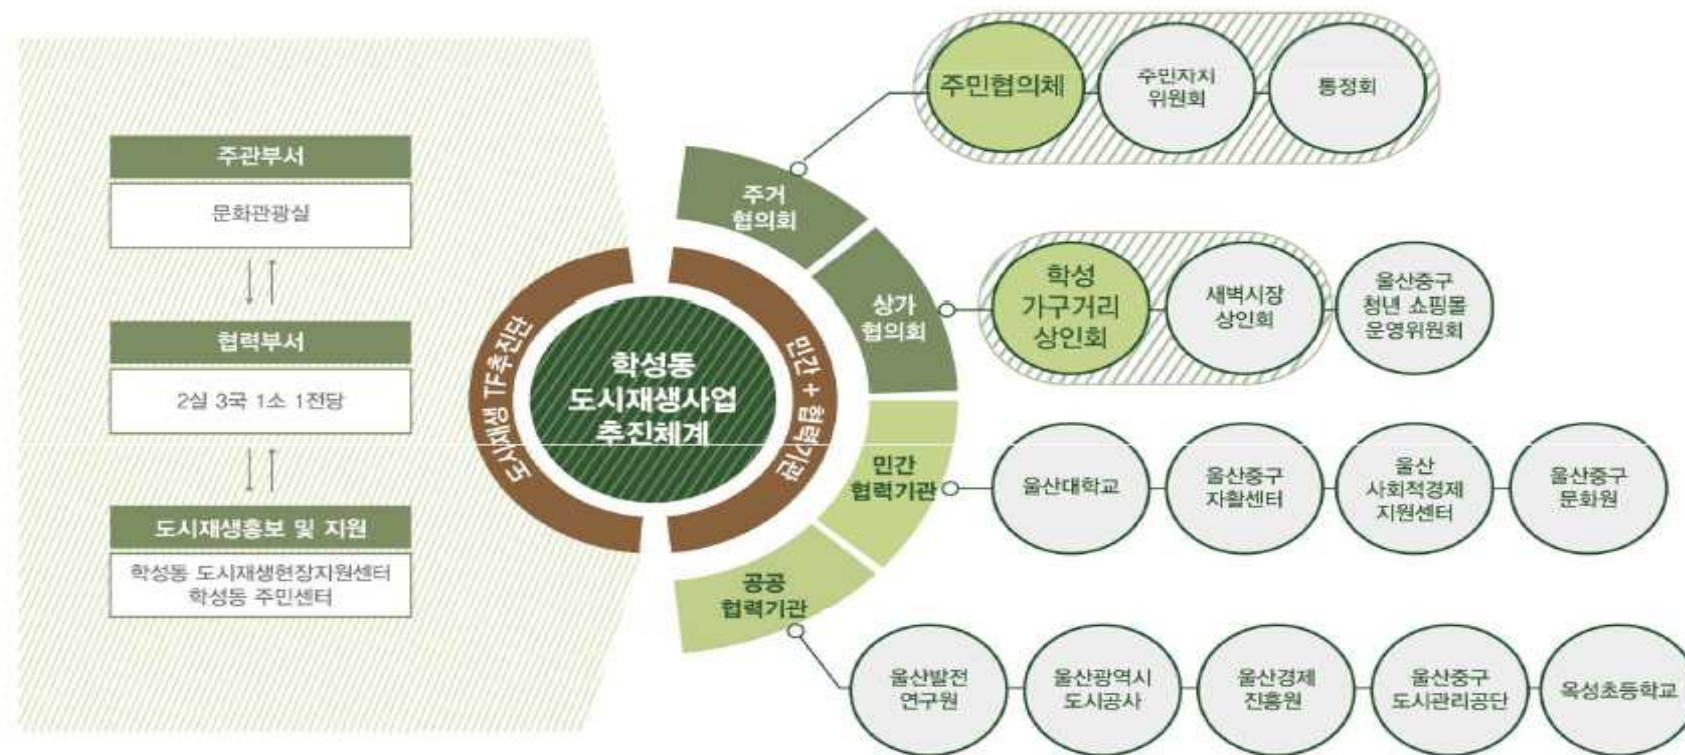 주관부서
문화관광실
협력부서
2실 3국 1소 1전당
도시재생홍보 및 지원
학성동 도시재생현장지원센터
학성동 주민센터
도시재생 TF추진단
학성동
도시재생사업
추진체계
민간 + 협력기관
주거
협의회
주민협의체
주민자치
위원회
통정회
상가
협의회
학성
가구거리
상인회
새벽시장
상인회
울산중구
청년 쇼핑몰
운영위원회
민간
협력기관
울산대학교
울산중구
자활센터
울산
사회적경제
지원센터
울산중구
문화원
공공
협력기관
울산발전
연구원
울산광역시
도시공사
울산경제
진흥원
울산중구
도시관리공단
옥성초등학교